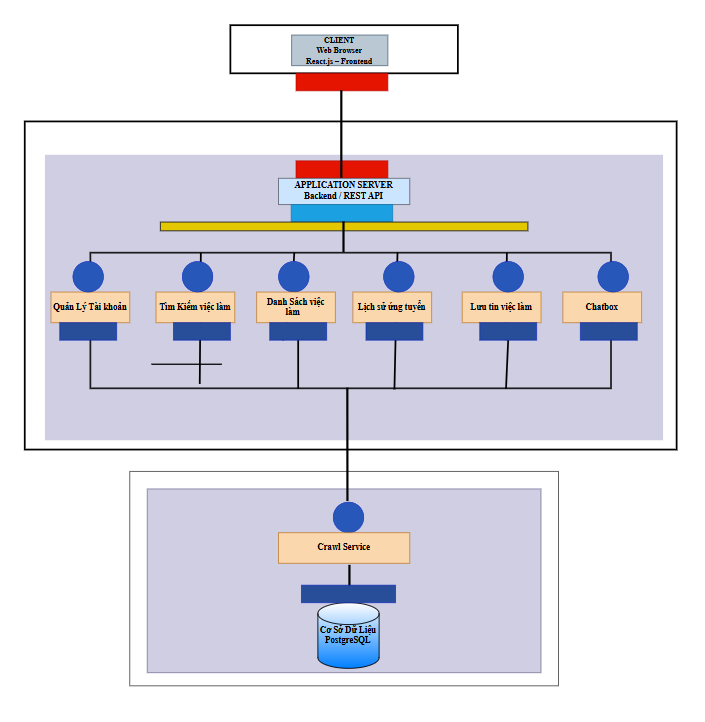 CLIENT
Web Browser
React.js – Frontend
APPLICATION SERVER
Backend / REST API
Quản Lý Tài khoản
Tìm Kiếm việc làm
Danh Sách việc
làm
Lịch sử ứng tuyển
Lưu tin việc làm
Chatbox
Crawl Service
Cơ Sở Dữ Liệu
PostgreSQL